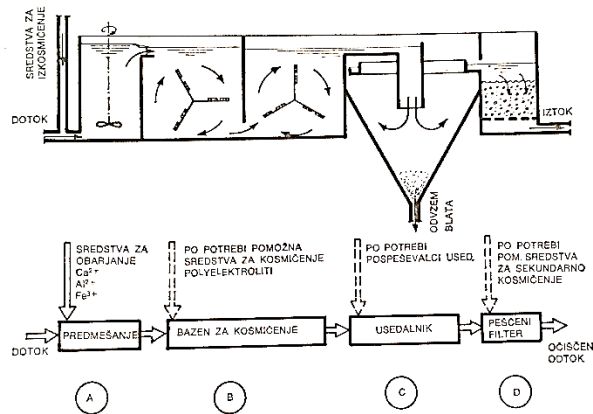 SREDSTVA ZA
IZKOSMIČENJE
DOTOK
IZTOK
ODVZEM
BLATA
SREDSTVA ZA
OBARJANJE
Ca²⁺
Al³⁺
Fe³⁺
PO POTREBI POMOŽNA
SREDSTVA ZA KOSMIČENJE
POLYELEKTROLITI
PO POTREBI
POSPEŠEVALCI USED.
PO POTREBI
POM. SREDSTVA
ZA SEKUNDARNO
KOSMIČENJE
DOTOK
PREDMEŠANJE
BAZEN ZA KOSMIČENJE
USEDALNIK
PEŠČENI
FILTER
OČIŠČEN
ODTOK
A
B
C
D